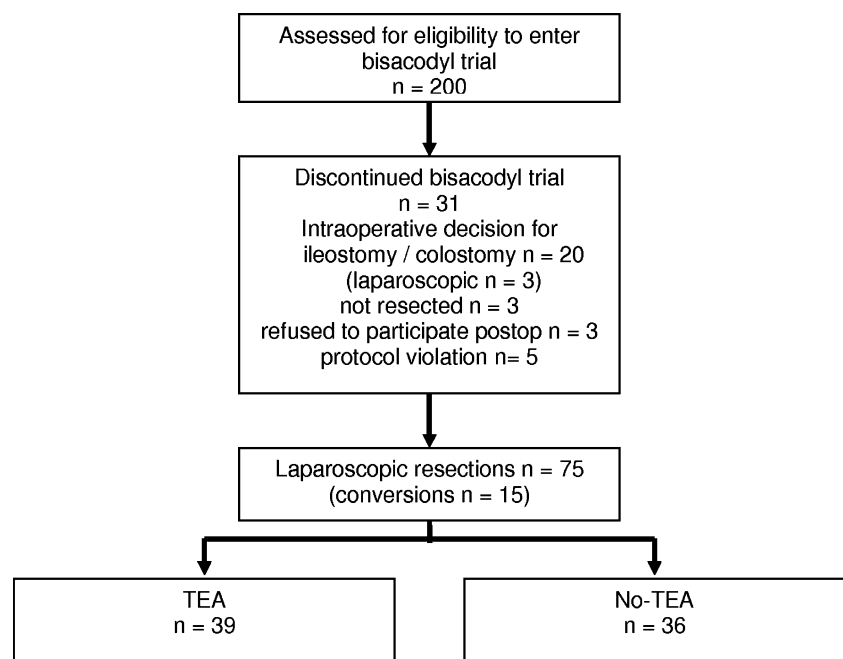 Assessed for eligibility to enter
bisacodyl trial
n = 200
Discontinued bisacodyl trial
n = 31
Intraoperative decision for
ileostomy / colostomy n = 20
(laparoscopic n = 3)
not resected n = 3
refused to participate postop n = 3
protocol violation n= 5
Laparoscopic resections n = 75
(conversions n = 15)
TEA
n = 39
No-TEA
n = 36